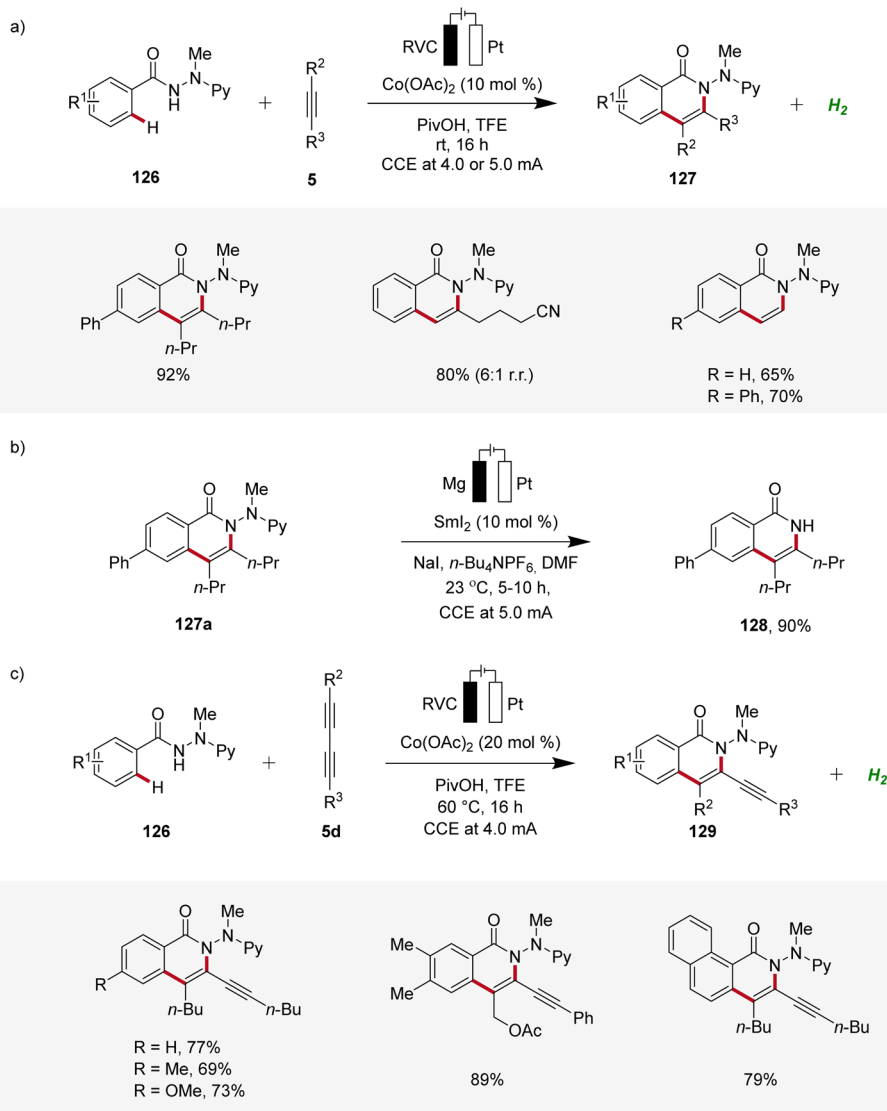 a)
RVC Pt
O Me
N N Py
H
R1
H
126
+
R2
R3
5
Co(OAc)2 (10 mol %)
PivOH, TFE
rt, 16 h
CCE at 4.0 or 5.0 mA
O Me
N N Py
R1
R3
R2
127
+ H2
O Me
N N Py
Ph
n-Pr
n-Pr
92%
O Me
N N Py
CN
80% (6:1 r.r.)
O Me
N N Py
R
R = H, 65%
R = Ph, 70%
b)
O Me
N N Py
Ph
n-Pr
n-Pr
127a
Mg Pt
SmI2 (10 mol %)
NaI, n-Bu4NPF6, DMF
23 oC, 5-10 h,
CCE at 5.0 mA
O
NH
Ph
n-Pr
n-Pr
128, 90%
c)
O Me
N N Py
H
R1
H
126
+
R2
R3
5d
RVC Pt
Co(OAc)2 (20 mol %)
PivOH, TFE
60 °C, 16 h
CCE at 4.0 mA
O Me
N N Py
R1
R2
R3
129
+ H2
O Me
N N Py
R
n-Bu
n-Bu
R = H, 77%
R = Me, 69%
R = OMe, 73%
O Me
N N Py
Me
Me
Ph
OAc
89%
O Me
N N Py
n-Bu
n-Bu
79%